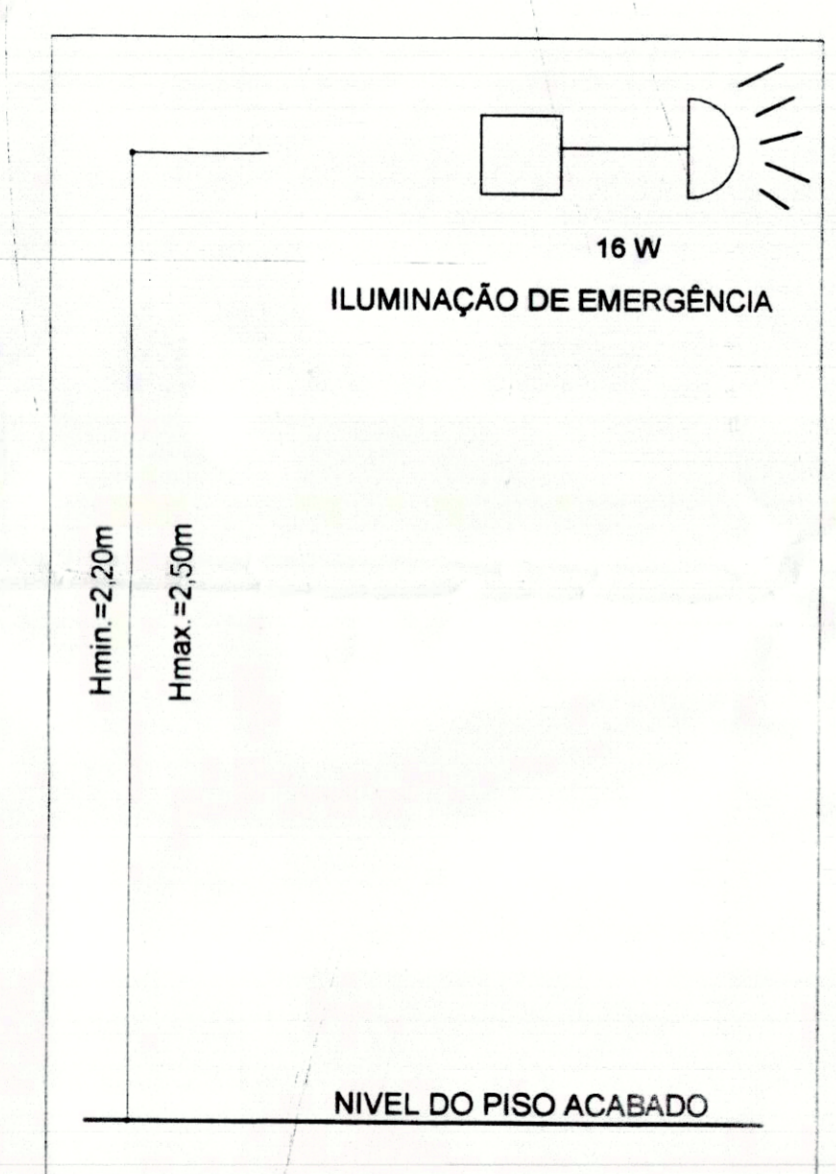 16 W
ILUMINAÇÃO DE EMERGÊNCIA
Hmin.=2,20m
Hmax.=2,50m
NIVEL DO PISO ACABADO